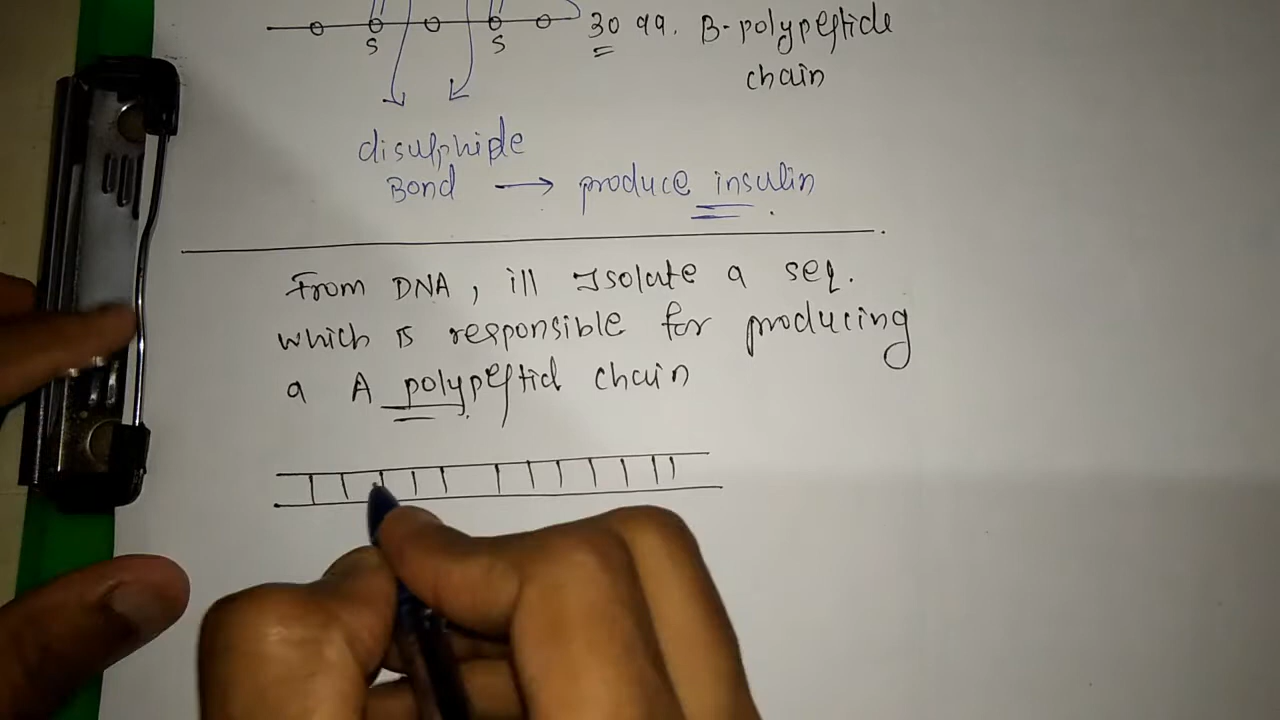 S S 30 aa. B-polypeptide
chain
disulphide
Bond → produce insulin.
From DNA, ill Isolate a seq.
which is responsible for producing
a A polypeptid chain